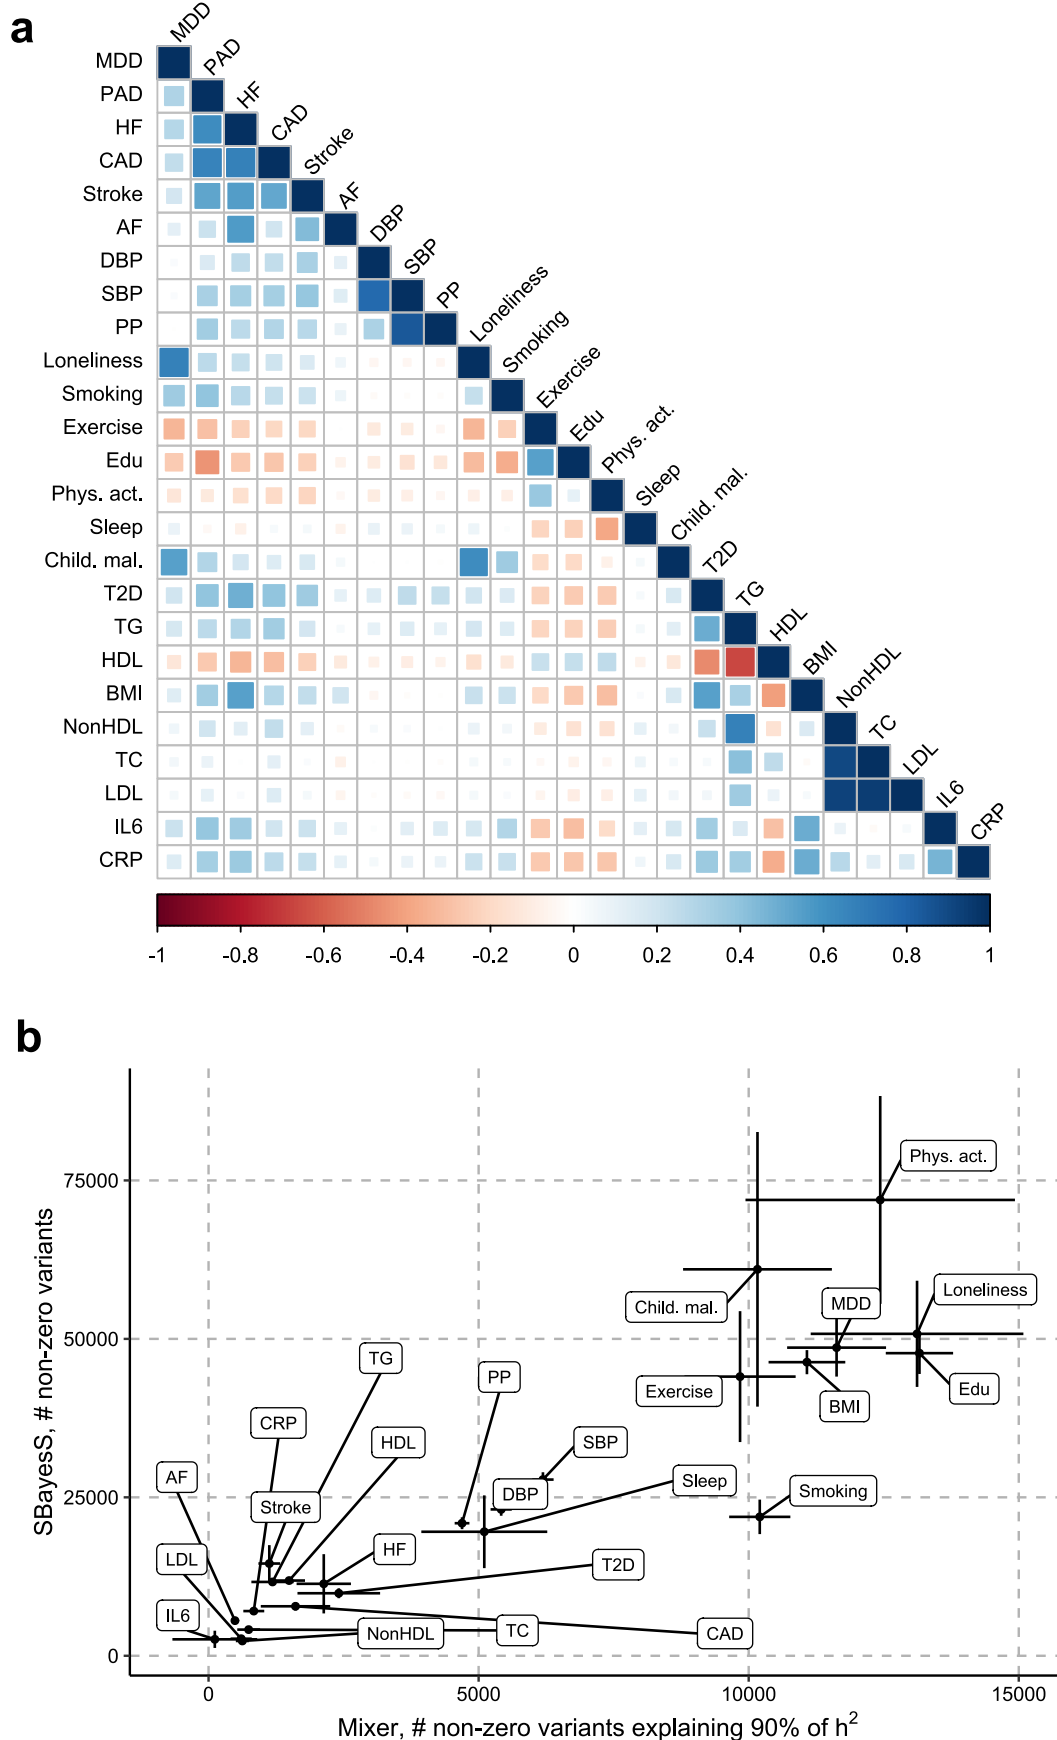 a
MDD
PAD
HF
CAD
Stroke
AF
DBP
SBP
PP
Loneliness
Smoking
Exercise
Edu
Phys. act.
Sleep
Child. mal.
T2D
TG
HDL
BMI
NonHDL
TC
LDL
IL6
CRP
MDD
PAD
HF
CAD
Stroke
AF
DBP
SBP
PP
Loneliness
Smoking
Exercise
Edu
Phys. act.
Sleep
Child. mal.
T2D
TG
HDL
BMI
NonHDL
TC
LDL
IL6
CRP
-1 -0.8 -0.6 -0.4 -0.2 0 0.2 0.4 0.6 0.8 1
b
SBayesS, # non-zero variants
75000
50000
25000
0
Phys. act.
Loneliness
MDD
Child. mal.
TG
PP
Exercise
Edu
BMI
CRP
HDL
SBP
AF
Sleep
DBP
Smoking
Stroke
HF
LDL
T2D
IL6
NonHDL
TC
CAD
0 5000 10000 15000
Mixer, # non-zero variants explaining 90% of h²